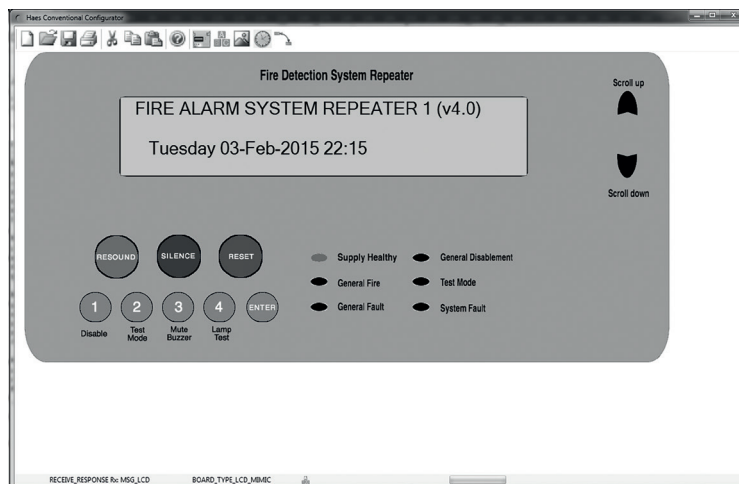 Haes Conventional Configurator
Fire Detection System Repeater
Scroll up
FIRE ALARM SYSTEM REPEATER 1 (v4.0)
Tuesday 03-Feb-2015 22:15
Scroll down
RESOUND
SILENCE
RESET
Supply Healthy
General Disablement
General Fire
Test Mode
General Fault
System Fault
1
2
3
4
ENTER
Disable
Test
Mode
Mute
Buzzer
Lamp
Test
RECEIVE_RESPONSE Rx: MSG_LCD
BOARD_TYPE_LCD_MIMIC